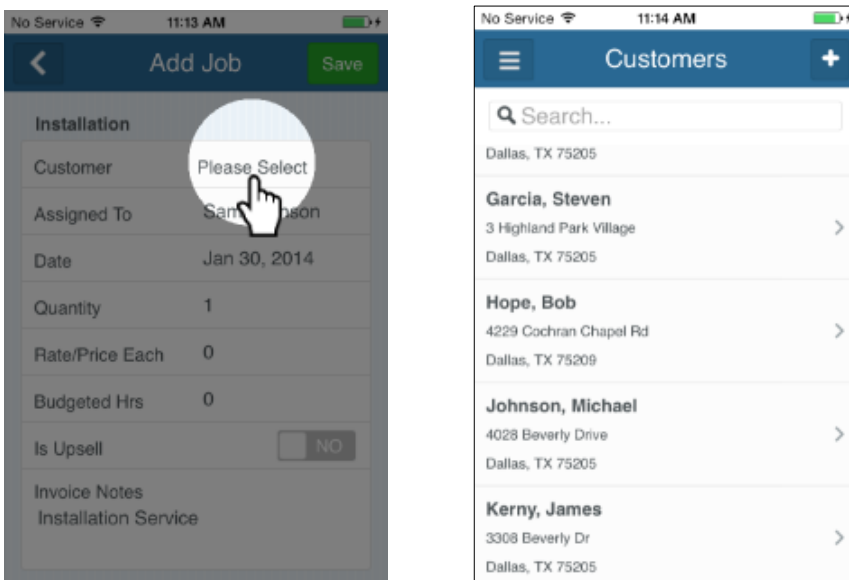 No Service 11:13 AM
Add Job Save
Installation
Customer Please Select
Assigned To Sam son
Date Jan 30, 2014
Quantity 1
Rate/Price Each 0
Budgeted Hrs 0
Is Upsell NO
Invoice Notes
Installation Service
No Service 11:14 AM
Customers
Search...
Dallas, TX 75205
Garcia, Steven
3 Highland Park Village
Dallas, TX 75205
Hope, Bob
4229 Cochran Chapel Rd
Dallas, TX 75209
Johnson, Michael
4028 Beverly Drive
Dallas, TX 75205
Kerny, James
3308 Beverly Dr
Dallas, TX 75205